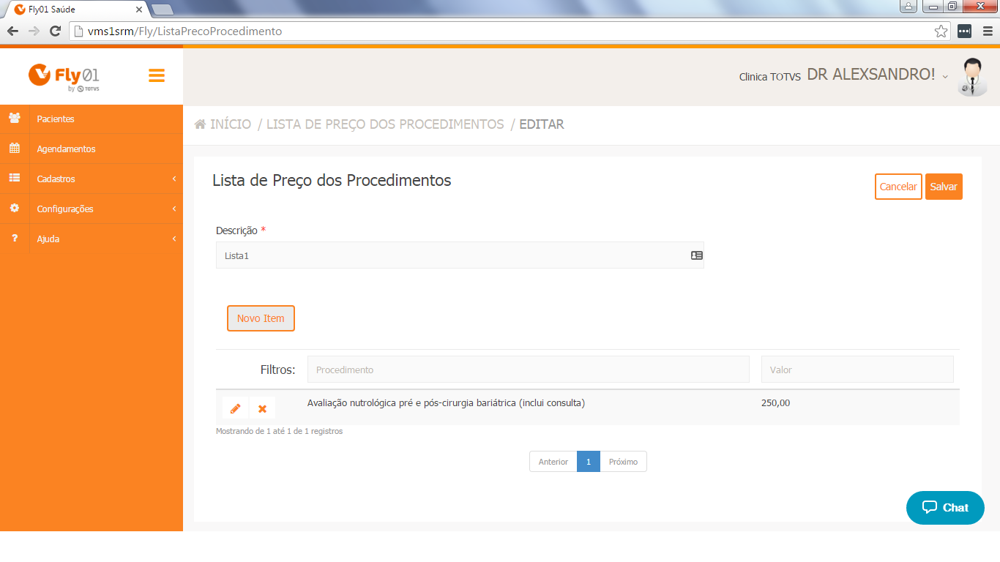 Fly01 Saúde
vms1srm/Fly/ListaPrecoProcedimento
Fly01
by TOTVS
Clinica TOTVS DR ALEXSANDRO!
Pacientes
Agendamentos
Cadastros
Configurações
Ajuda
INÍCIO / LISTA DE PREÇO DOS PROCEDIMENTOS / EDITAR
Lista de Preço dos Procedimentos
Cancelar Salvar
Descrição *
Lista1
Novo Item
Filtros: Procedimento Valor
Avaliação nutrológica pré e pós-cirurgia bariátrica (inclui consulta) 250,00
Mostrando de 1 até 1 de 1 registros
Anterior 1 Próximo
Chat